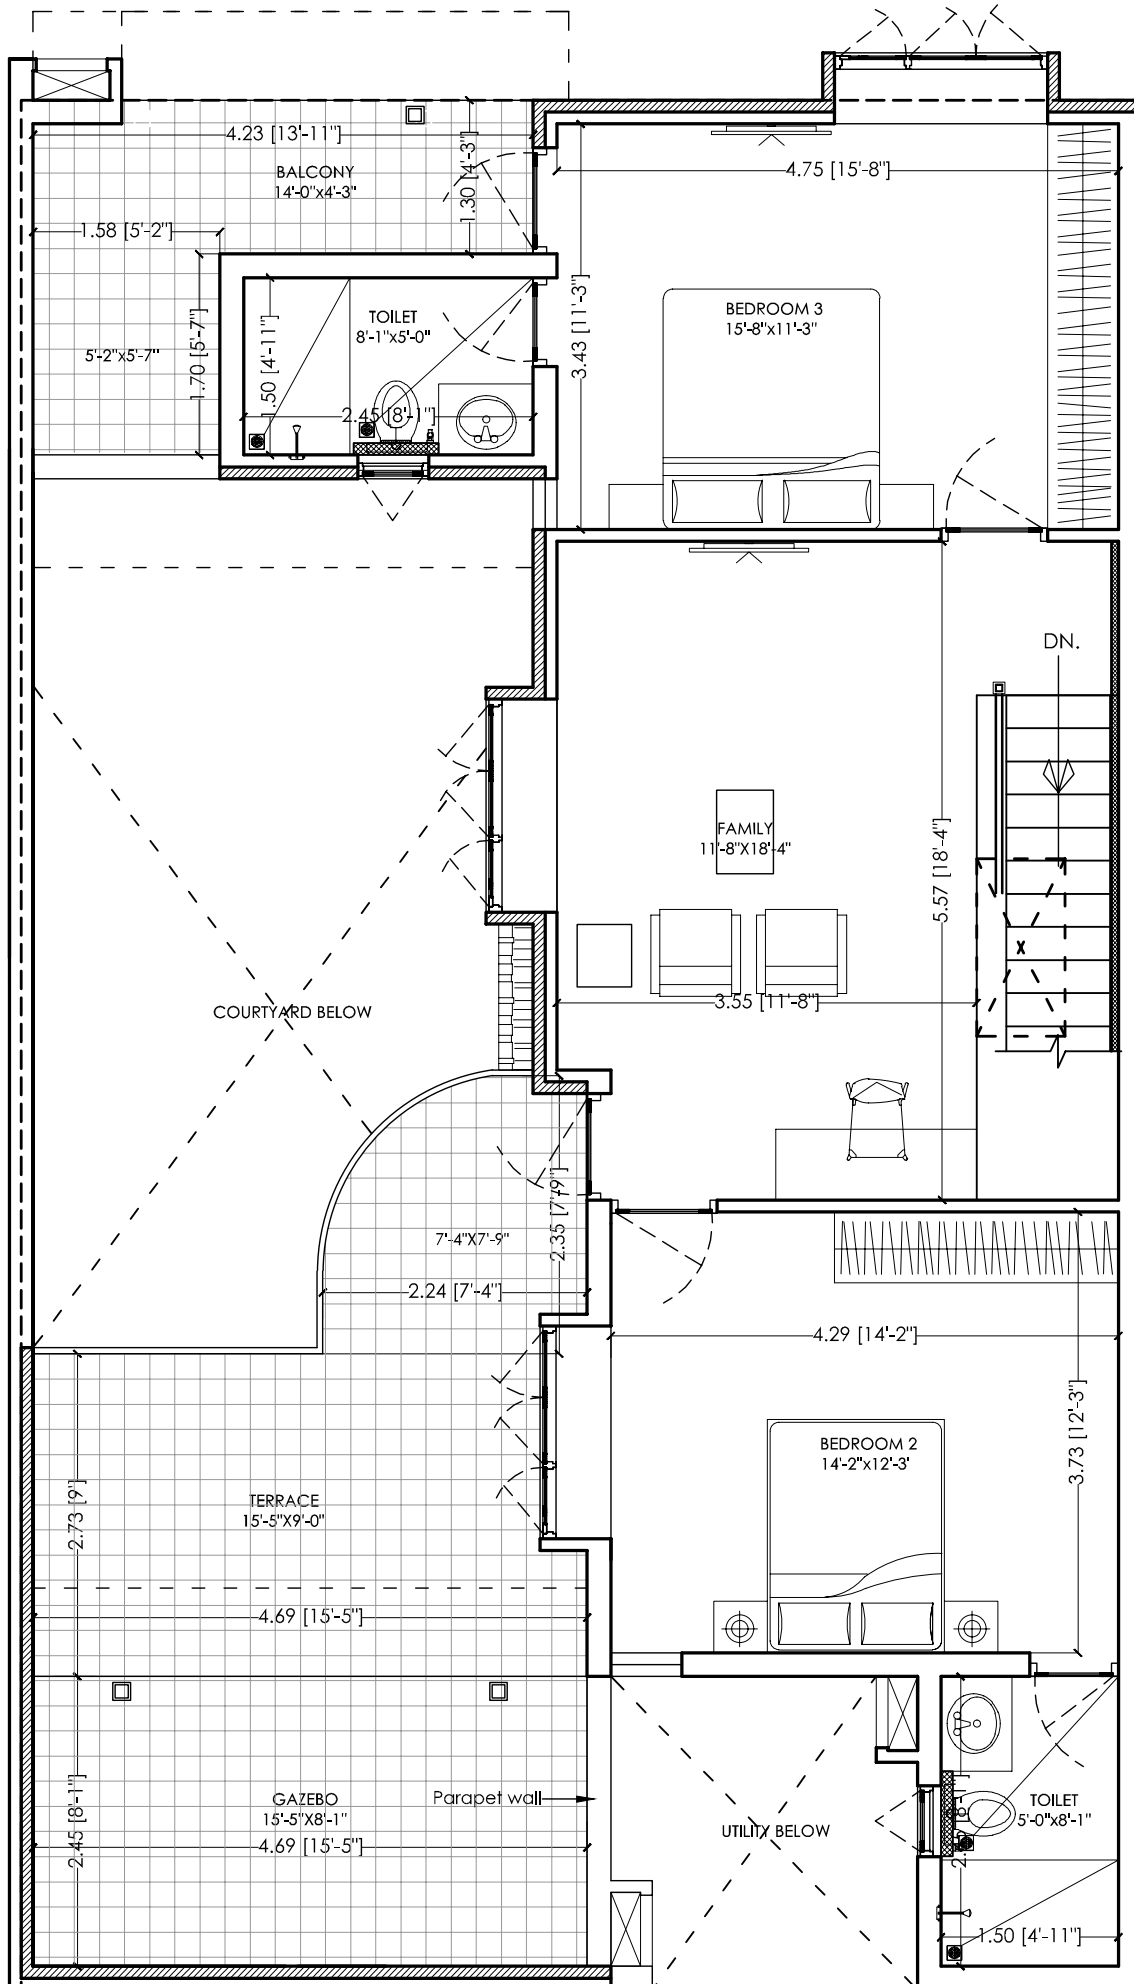 4.23 [13'-11"]
BALCONY
14'-0"x4'-3"
1.30 [4'-3"]
4.75 [15'-8"]
1.58 [5'-2"]
TOILET
8'-1"x5'-0"
BEDROOM 3
15'-8"x11'-3"
5'-2"x5'-7"
1.70 [5'-7"]
1.50 [4'-11"]
3.43 [11'-3"]
2.45 [8'-1"]
DN.
FAMILY
11'-8"X18'-4"
5.57 [18'-4"]
X
3.55 [11'-8"]
COURTYARD BELOW
7'-4"X7'-9"
2.35 [7'-9"]
2.24 [7'-4"]
4.29 [14'-2"]
3.73 [12'-3"]
BEDROOM 2
14'-2"x12'-3'
TERRACE
15'-5"X9'-0"
2.73 [9']
4.69 [15'-5"]
GAZEBO
15'-5"X8'-1"
Parapet wall
2.45 [8'-1"]
4.69 [15'-5"]
UTILITY BELOW
TOILET
5'-0"x8'-1"
1.50 [4'-11"]